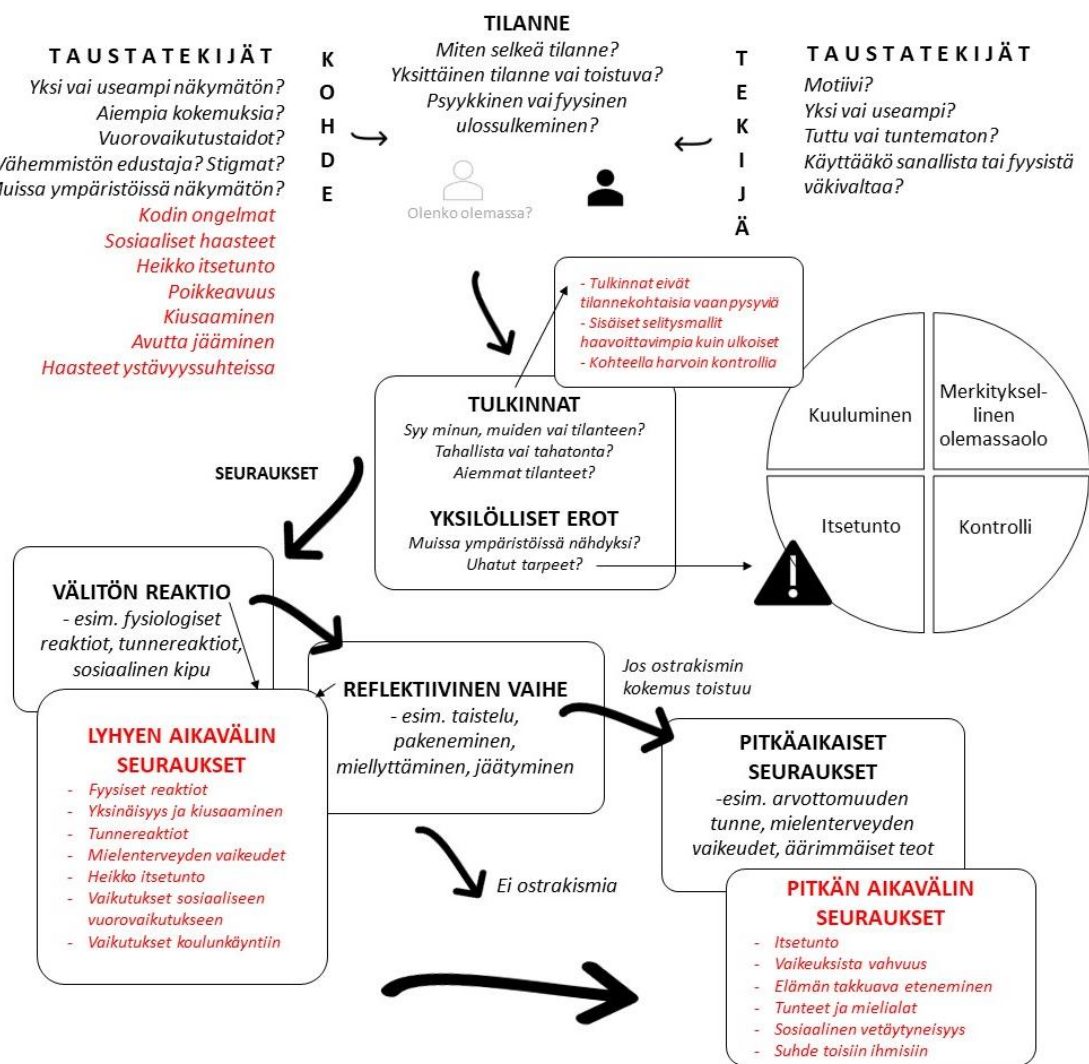 TAUSTATEKIJÄT
Yksi vai useampi näkymätön?
Aiempia kokemuksia?
Vuorovaikutustaidot?
Vähemmistön edustaja? Stigmat?
Muissa ympäristöissä näkymätön?
Kodin ongelmat
Sosiaaliset haasteet
Heikko itsetunto
Poikkeavuus
Kiusaaminen
Avutta jääminen
Haasteet ystävyyssuhteissa
KOHDE
TILANNE
Miten selkeä tilanne?
Yksittäinen tilanne vai toistuva?
Psyykkinen vai fyysinen
ulossulkeminen?
Olenko olemassa?
TEKIJÄ
TAUSTATEKIJÄT
Motiivi?
Yksi vai useampi?
Tuttu vai tuntematon?
Käyttääkö sanallista tai fyysistä
väkivaltaa?
- Tulkinnat eivät
tilannekohtaisia vaan pysyviä
- Sisäiset selitysmallit
haavoittavimpia kuin ulkoiset
- Kohteella harvoin kontrollia
TULKINNAT
Syy minun, muiden vai tilanteen?
Tahallista vai tahatonta?
Aiemmat tilanteet?
YKSILÖLLISET EROT
Muissa ympäristöissä nähdyksi?
Uhatut tarpeet?
Kuuluminen
Merkityksel-
linen
olemassaolo
Itsetunto
Kontrolli
SEURAUKSET
VÄLITÖN REAKTIO
- esim. fysiologiset
reaktiot, tunnereaktiot,
sosiaalinen kipu
REFLEKTIIVINEN VAIHE
- esim. taistelu,
pakeneminen,
miellyttäminen, jäätyminen
Jos ostrakismin
kokemus toistuu
LYHYEN AIKAVÄLIN
SEURAUKSET
- Fyysiset reaktiot
- Yksinäisyys ja kiusaaminen
- Tunnereaktiot
- Mielenterveyden vaikeudet
- Heikko itsetunto
- Vaikutukset sosiaaliseen
vuorovaikutukseen
- Vaikutukset koulunkäyntiin
Ei ostrakismia
PITKÄAIKAISET
SEURAUKSET
-esim. arvottomuuden
tunne, mielenterveyden
vaikeudet, äärimmäiset teot
PITKÄN AIKAVÄLIN
SEURAUKSET
- Itsetunto
- Vaikeuksista vahvuus
- Elämän takkuava eteneminen
- Tunteet ja mielialat
- Sosiaalinen vetäytyneisyys
- Suhde toisiin ihmisiin